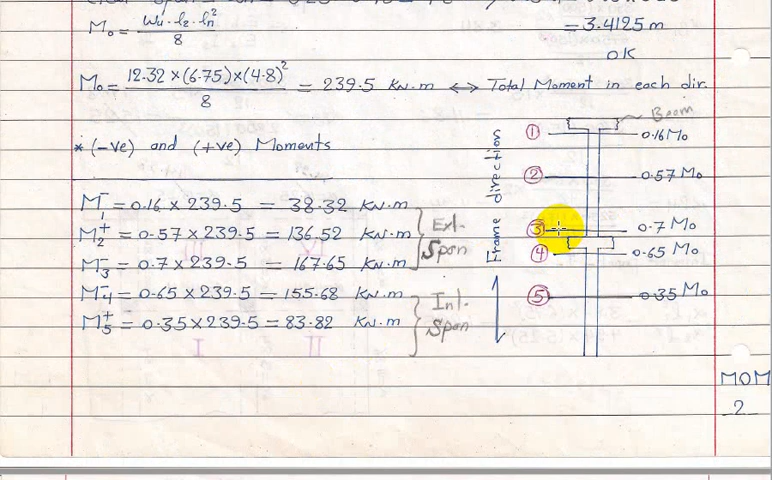 Mo = Wu · l2 · ln² / 8
= 3.4125 m
OK
Mo = 12.32 × (6.75) × (4.8)² / 8 = 239.5 KN.m ↔ Total Moment in each dir.
* (-ve) and (+ve) Moments
M1⁻ = 0.16 × 239.5 = 38.32 KN.m
M2⁺ = 0.57 × 239.5 = 136.52 KN.m
M3⁻ = 0.7 × 239.5 = 167.65 KN.m
Ext. Span
M4⁻ = 0.65 × 239.5 = 155.68 KN.m
M5⁺ = 0.35 × 239.5 = 83.82 KN.m
Int. Span
Frame direction
Beam
① 0.16 Mo
② 0.57 Mo
③ 0.7 Mo
④ 0.65 Mo
⑤ 0.35 Mo
MOM
-2-